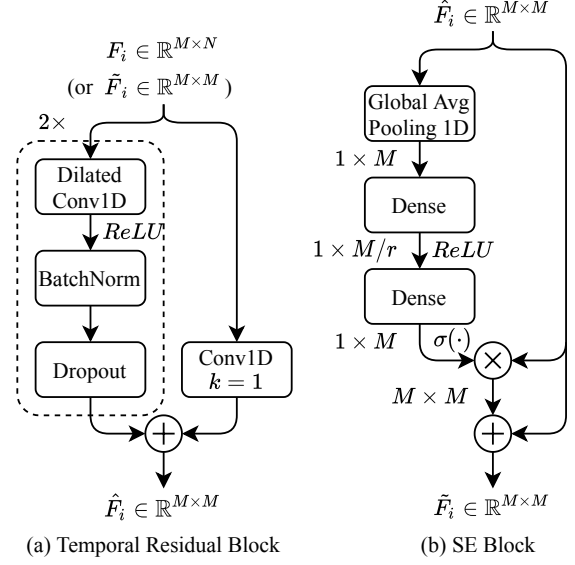 F_i ∈ ℝ^{M×N}
(or F̃_i ∈ ℝ^{M×M})
2×
Dilated
Conv1D
ReLU
BatchNorm
Dropout
Conv1D
k = 1
+
F̂_i ∈ ℝ^{M×M}
(a) Temporal Residual Block
F̂_i ∈ ℝ^{M×M}
Global Avg
Pooling 1D
1 × M
Dense
1 × M/r
ReLU
Dense
1 × M
σ(·)
×
M × M
+
F̃_i ∈ ℝ^{M×M}
(b) SE Block